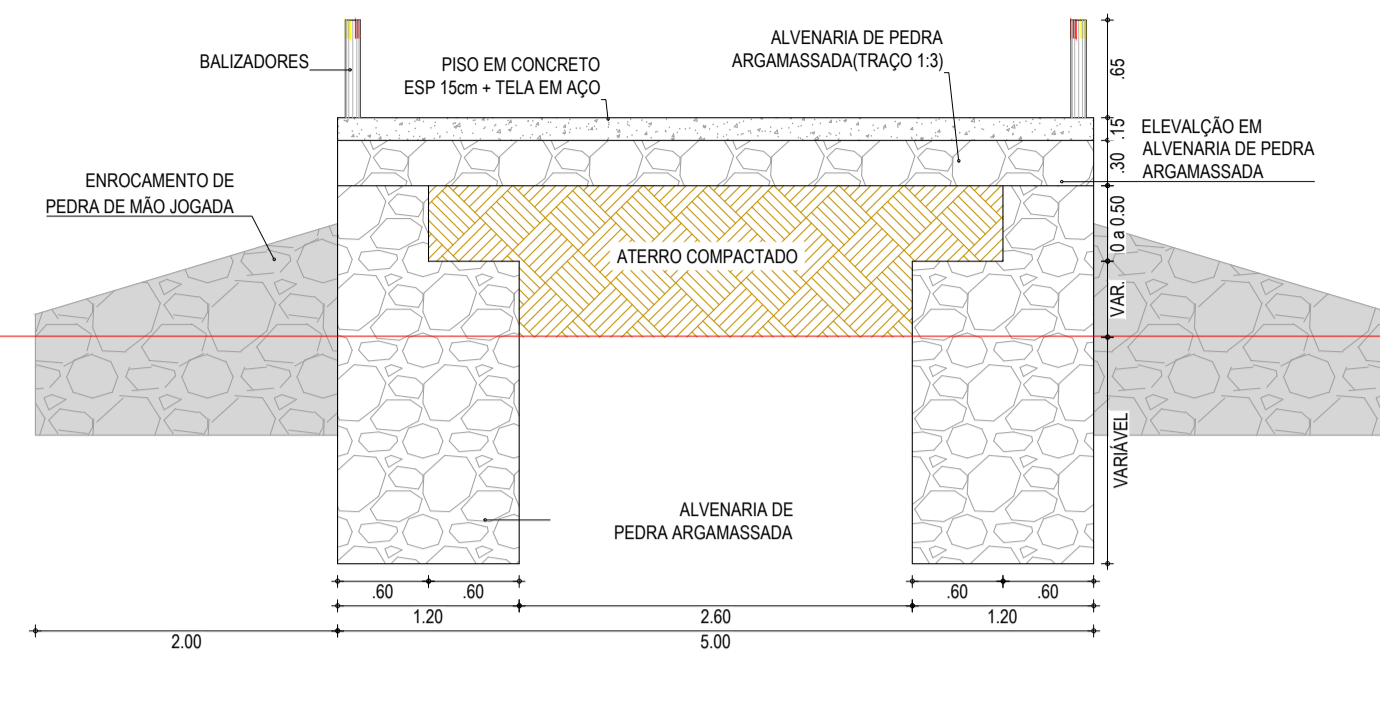 BALIZADORES
PISO EM CONCRETO
ESP 15cm + TELA EM AÇO
ALVENARIA DE PEDRA
ARGAMASSADA(TRAÇO 1:3)
.65
.15
ELEVALÇÃO EM
ALVENARIA DE PEDRA
ARGAMASSADA
.30
ENROCAMENTO DE
PEDRA DE MÃO JOGADA
0 a 0.50
ATERRO COMPACTADO
VAR.
VARIÁVEL
ALVENARIA DE
PEDRA ARGAMASSADA
.60 .60 .60 .60
1.20 2.60 1.20
2.00 5.00